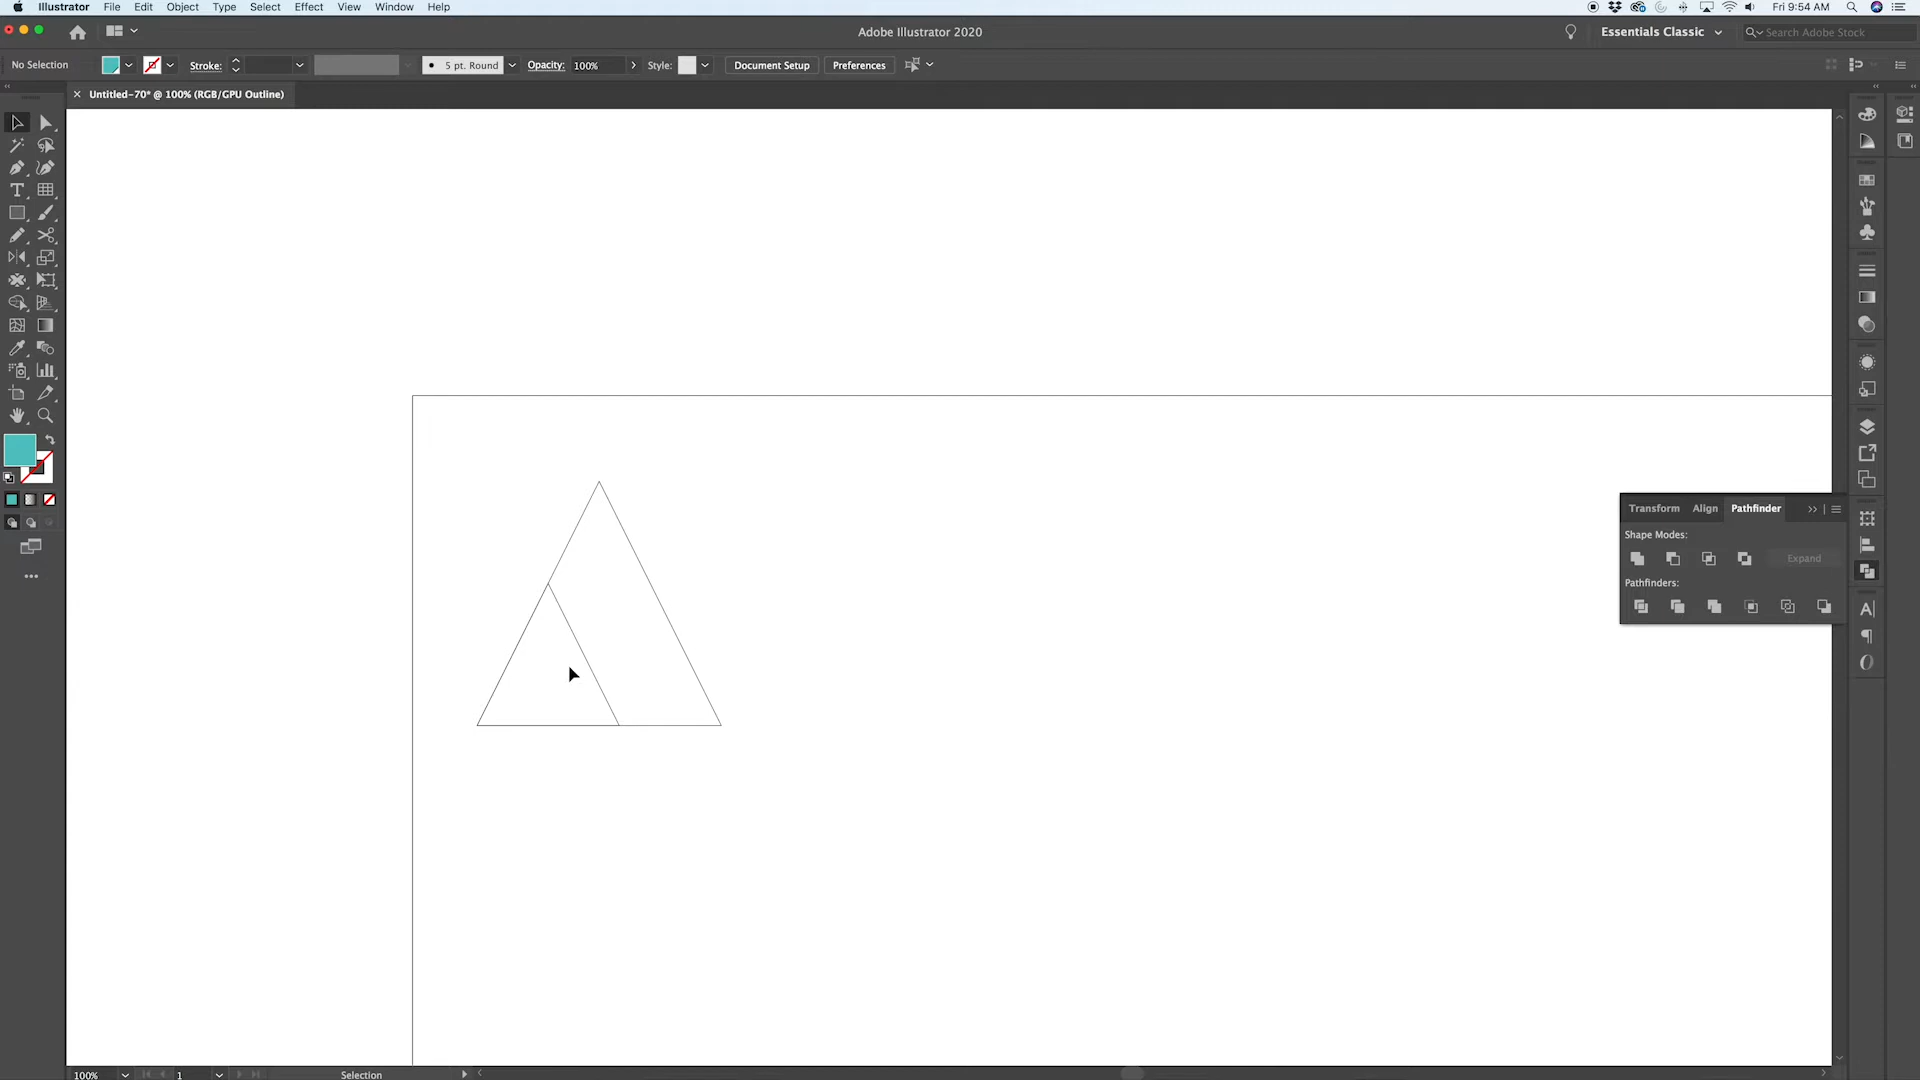 Illustrator File Edit Object Type Select Effect View Window Help Fri 9:54 AM
Adobe Illustrator 2020 Essentials Classic Search Adobe Stock
No Selection Stroke: 5 pt. Round Opacity: 100% Style: Document Setup Preferences
Untitled-70* @ 100% (RGB/GPU Outline)
Transform Align Pathfinder
Shape Modes:
Expand
Pathfinders:
100% 1 Selection